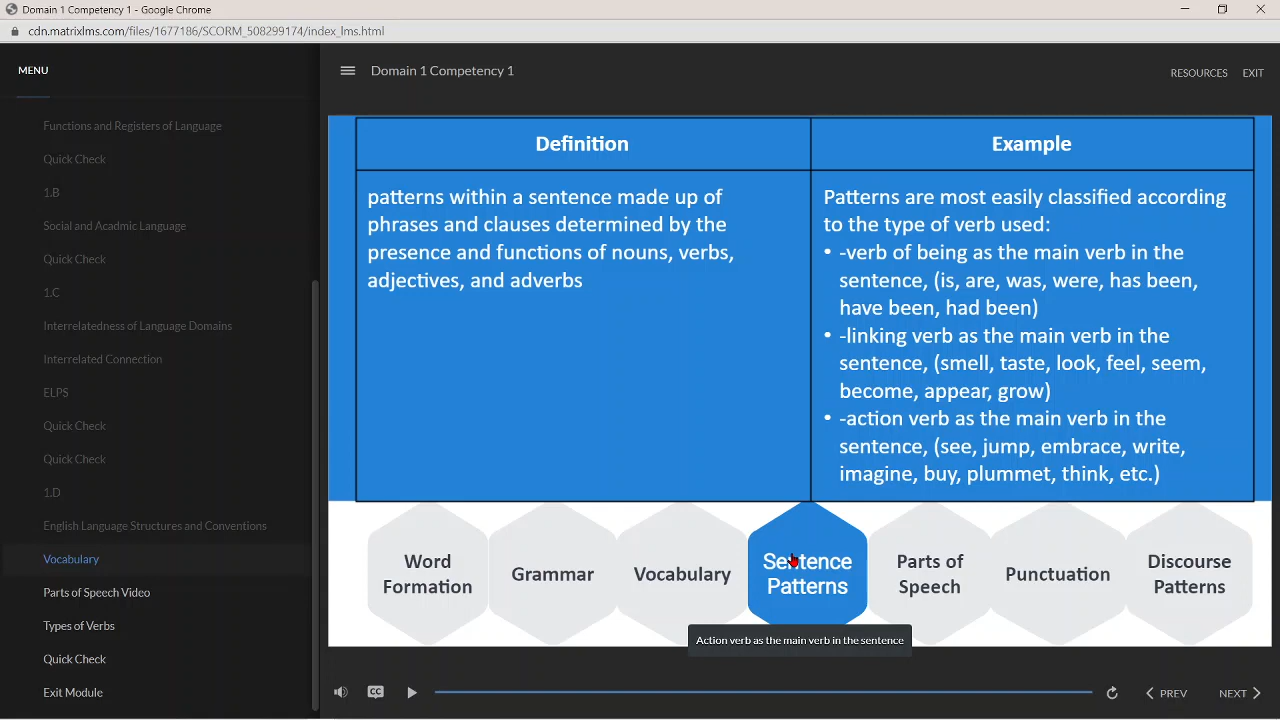 Domain 1 Competency 1 - Google Chrome
cdn.matrixlms.com/files/1677186/SCORM_508299174/index_lms.html
MENU
Functions and Registers of Language
Quick Check
1.B
Social and Acadmic Language
Quick Check
1.C
Interrelatedness of Language Domains
Interrelated Connection
ELPS
Quick Check
Quick Check
1.D
English Language Structures and Conventions
Vocabulary
Parts of Speech Video
Types of Verbs
Quick Check
Exit Module
Domain 1 Competency 1
RESOURCES EXIT
Definition
patterns within a sentence made up of
phrases and clauses determined by the
presence and functions of nouns, verbs,
adjectives, and adverbs
Example
Patterns are most easily classified according
to the type of verb used:
• -verb of being as the main verb in the
sentence, (is, are, was, were, has been,
have been, had been)
• -linking verb as the main verb in the
sentence, (smell, taste, look, feel, seem,
become, appear, grow)
• -action verb as the main verb in the
sentence, (see, jump, embrace, write,
imagine, buy, plummet, think, etc.)
Word
Formation
Grammar
Vocabulary
Sentence
Patterns
Parts of
Speech
Punctuation
Discourse
Patterns
Action verb as the main verb in the sentence
CC
PREV NEXT